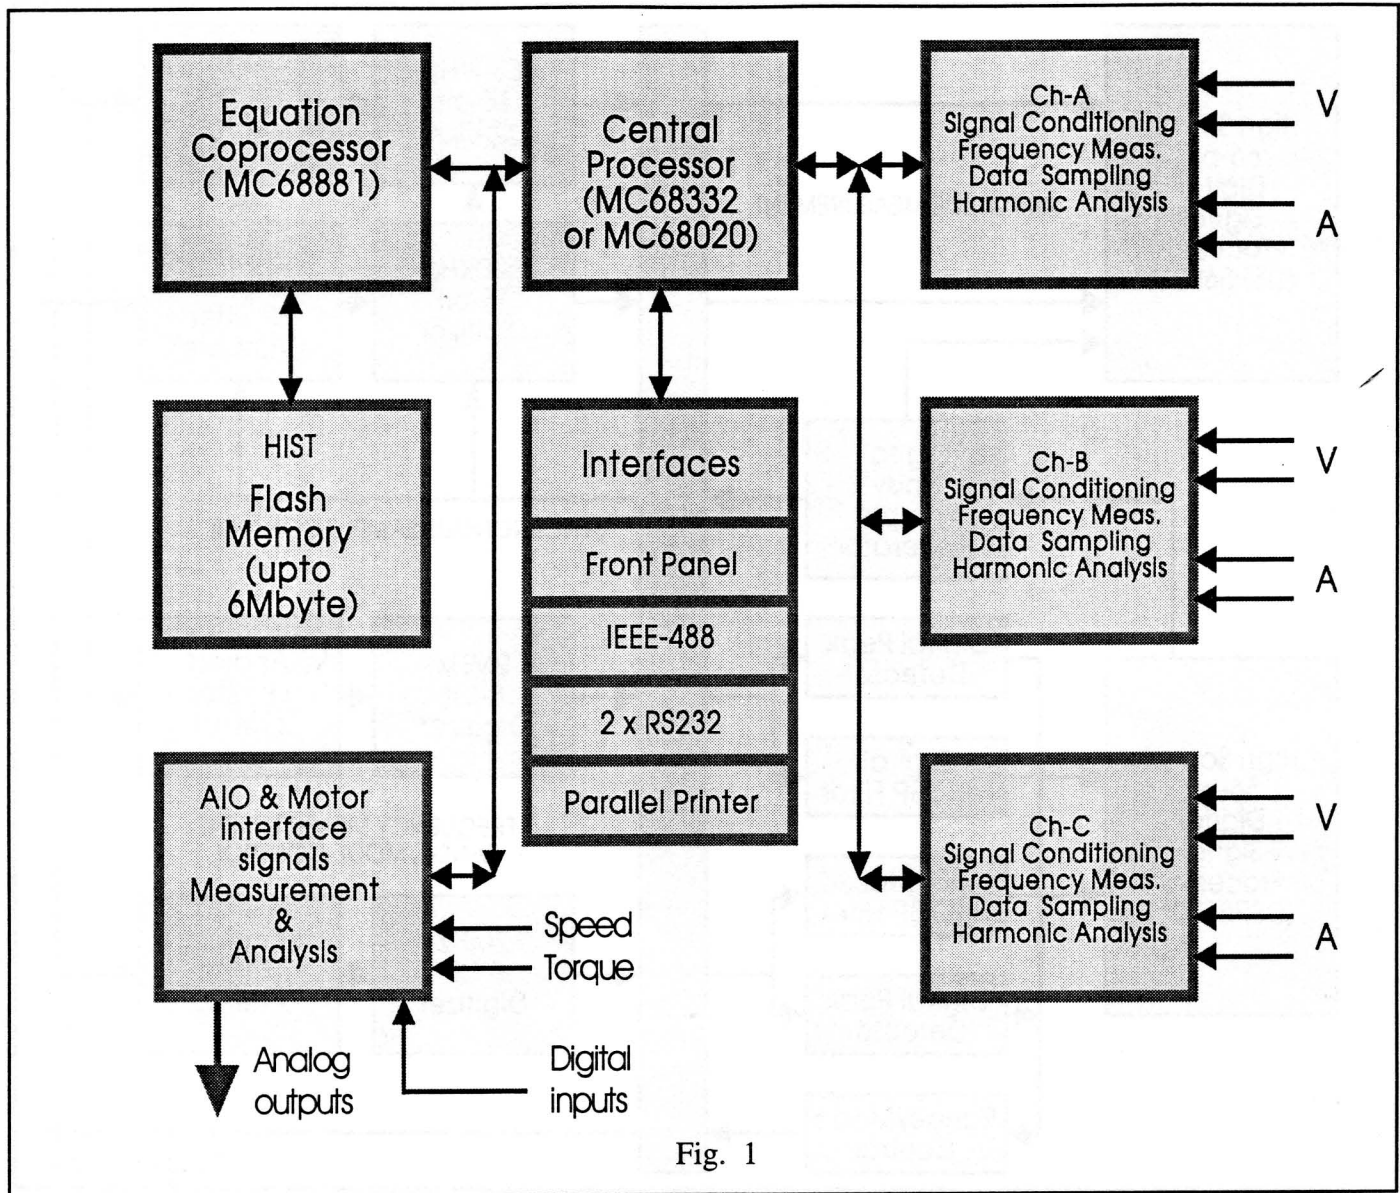 Equation
Coprocessor
( MC68881)
Central
Processor
(MC68332
or MC68020)
Ch-A
Signal Conditioning
Frequency Meas.
Data Sampling
Harmonic Analysis
V
A
HIST
Flash
Memory
(upto
6Mbyte)
Interfaces
Front Panel
IEEE-488
2 x RS232
Parallel Printer
Ch-B
Signal Conditioning
Frequency Meas.
Data Sampling
Harmonic Analysis
V
A
AIO & Motor
interface
signals
Measurement
&
Analysis
Speed
Torque
Analog
outputs
Digital
inputs
Ch-C
Signal Conditioning
Frequency Meas.
Data Sampling
Harmonic Analysis
V
A
Fig. 1